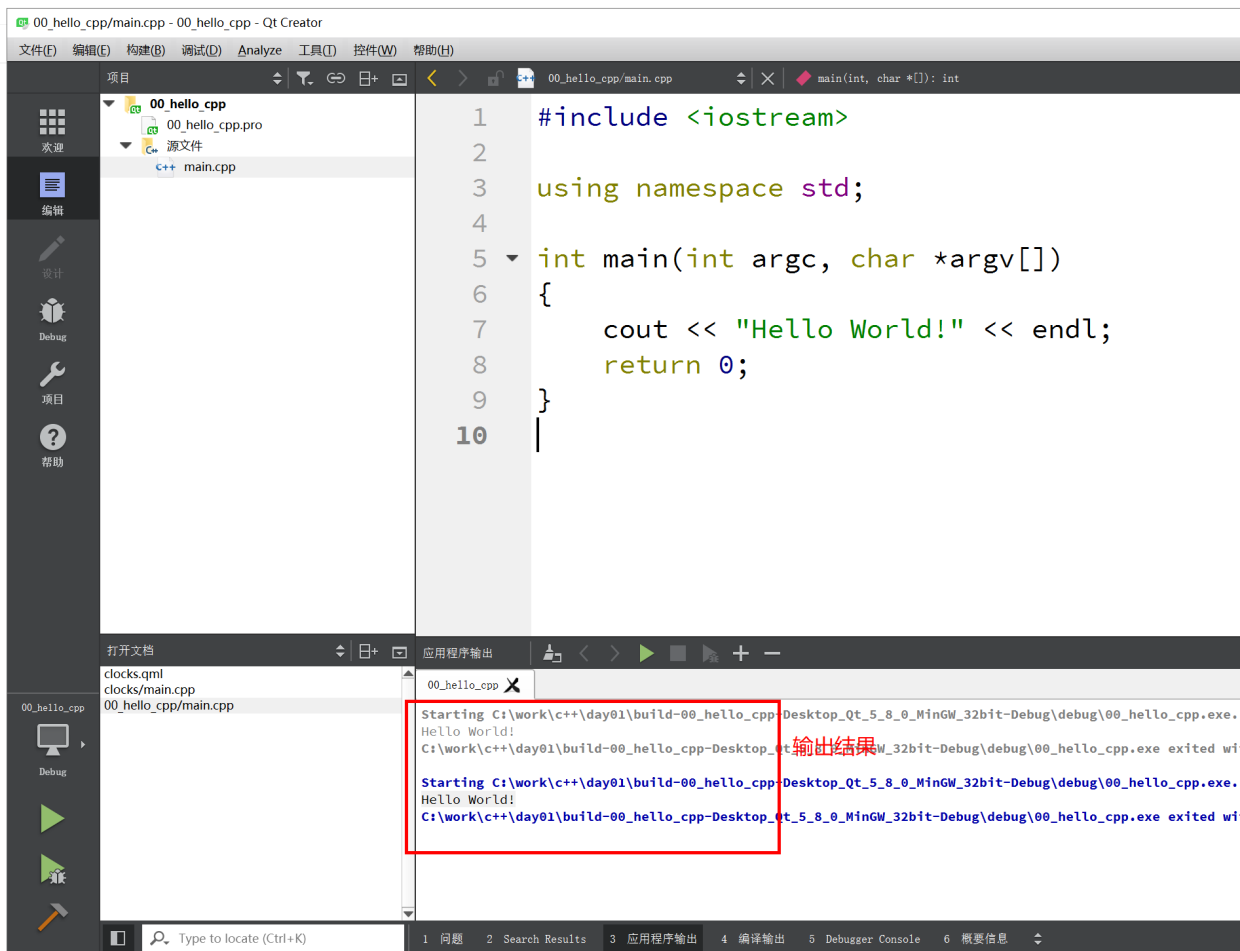 00_hello_cpp/main.cpp - 00_hello_cpp - Qt Creator
文件(F) 编辑(E) 构建(B) 调试(D) Analyze 工具(T) 控件(W) 帮助(H)
项目
00_hello_cpp/main.cpp
main(int, char *[]): int
欢迎
编辑
设计
Debug
项目
帮助
00_hello_cpp
00_hello_cpp.pro
源文件
main.cpp
1 #include <iostream>
2
3 using namespace std;
4
5 int main(int argc, char *argv[])
6 {
7 cout << "Hello World!" << endl;
8 return 0;
9 }
10
打开文档
clocks.qml
clocks/main.cpp
00_hello_cpp/main.cpp
00_hello_cpp
Debug
应用程序输出
00_hello_cpp
Starting C:\work\c++\day01\build-00_hello_cpp-Desktop_Qt_5_8_0_MinGW_32bit-Debug\debug\00_hello_cpp.exe.
Hello World!
C:\work\c++\day01\build-00_hello_cpp-Desktop_Qt_5_8_0_MinGW_32bit-Debug\debug\00_hello_cpp.exe exited wi
输出结果
Starting C:\work\c++\day01\build-00_hello_cpp-Desktop_Qt_5_8_0_MinGW_32bit-Debug\debug\00_hello_cpp.exe.
Hello World!
C:\work\c++\day01\build-00_hello_cpp-Desktop_Qt_5_8_0_MinGW_32bit-Debug\debug\00_hello_cpp.exe exited wi
Type to locate (Ctrl+K)
1 问题 2 Search Results 3 应用程序输出 4 编译输出 5 Debugger Console 6 概要信息